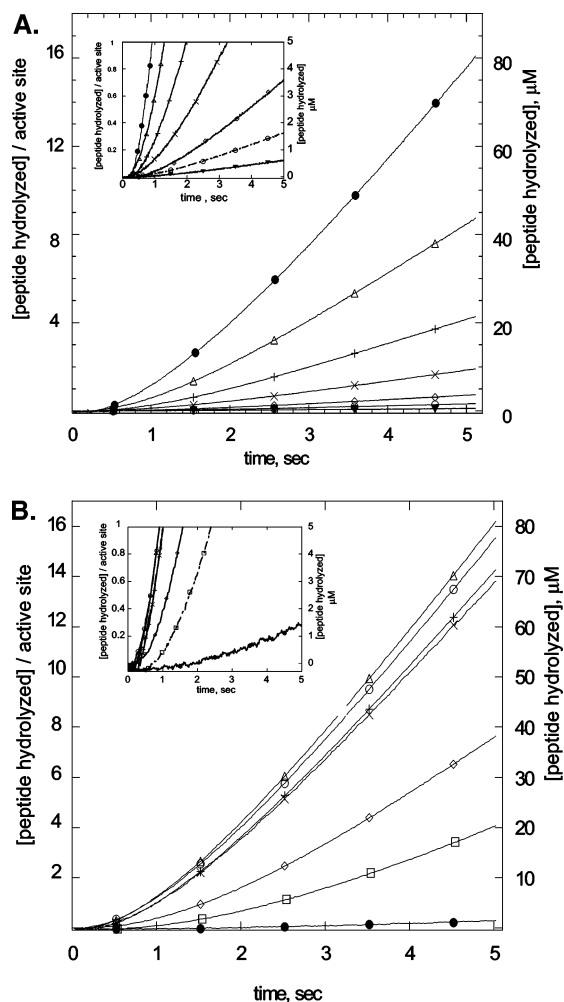 A.
[peptide hydrolyzed] / active site
16
14
12
8
4
80
60
40
20
0
[peptide hydrolyzed], µM
0 1 2 3 4 5
time, sec
[peptide hydrolyzed] / active site
1
0.8
0.6
0.4
0.2
5
4
3
2
1
0
[peptide hydrolyzed]
µM
0 1 2 3 4 5
time , sec
B.
[peptide hydrolyzed] / active site
16
14
12
10
8
6
4
2
80
70
60
50
40
30
20
10
[peptide hydrolyzed], µM
0 1 2 3 4 5
time, sec
[peptide hydrolyzed] / active site
1
0.8
0.6
0.4
0.2
5
4
3
2
1
0
[peptide hydrolyzed]
µM
0 1 2 3 4 5
time, sec